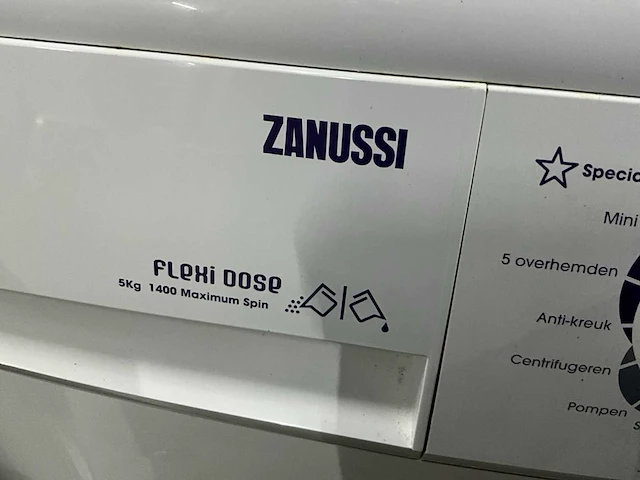 ZANUSSI
FLEXI DOSE
5Kg 1400 Maximum Spin
Mini
5 overhemden
Anti-kreuk
Centrifugeren
Pompen